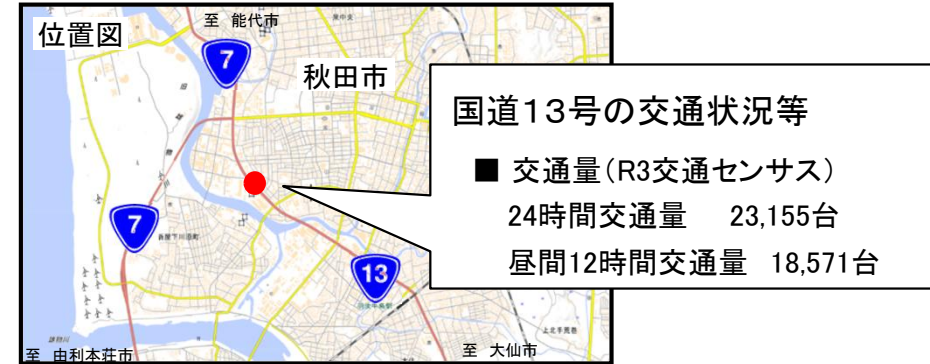 位置図
至 能代市
7
秋田市
国道13号の交通状況等
■ 交通量(R3交通センサス)
24時間交通量 23,155台
昼間12時間交通量 18,571台
7
13
至 由利本荘市
至 大仙市